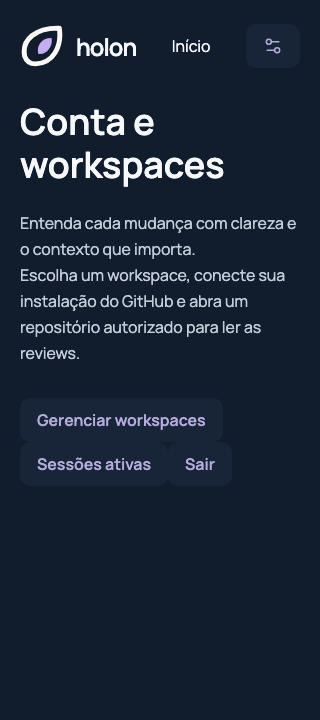 holon
Início
Conta e
workspaces
Entenda cada mudança com clareza e
o contexto que importa.
Escolha um workspace, conecte sua
instalação do GitHub e abra um
repositório autorizado para ler as
reviews.
Gerenciar workspaces
Sessões ativas
Sair